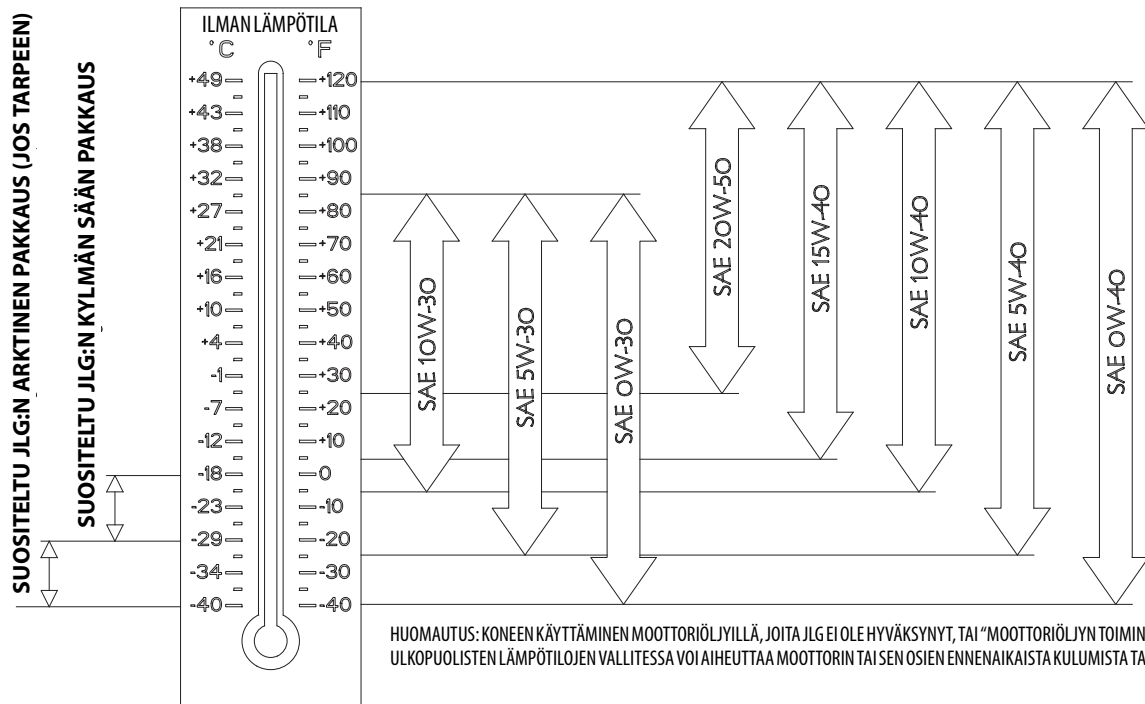 SUOSITELTU JLG:N ARKTINEN PAKKAUS (JOS TARPEEN)
SUOSITELTU JLG:N KYLMÄN SÄÄN PAKKAUS
ILMAN LÄMPÖTILA
°C °F
+49 +120
+43 +110
+38 +100
+32 +90
+27 +80
+21 +70
+16 +60
+10 +50
+4 +40
-1 +30
-7 +20
-12 +10
-18 0
-23 -10
-29 -20
-34 -30
-40 -40
SAE 10W-30
SAE 5W-30
SAE 0W-30
SAE 20W-50
SAE 15W-40
SAE 10W-40
SAE 5W-40
SAE 0W-40
HUOMAUTUS: KONEEN KÄYTTÄMINEN MOOTTORIÖLJYILLÄ, JOITA JLG EI OLE HYVÄKSYNYT, TAI “MOOTTORIÖLJYN TOIMIN
ULKOPUOLISTEN LÄMPÖTILOJEN VALLITESSA VOI AIHEUTTAA MOOTTORIN TAI SEN OSIEN ENNENAIKAISTA KULUMISTA TA